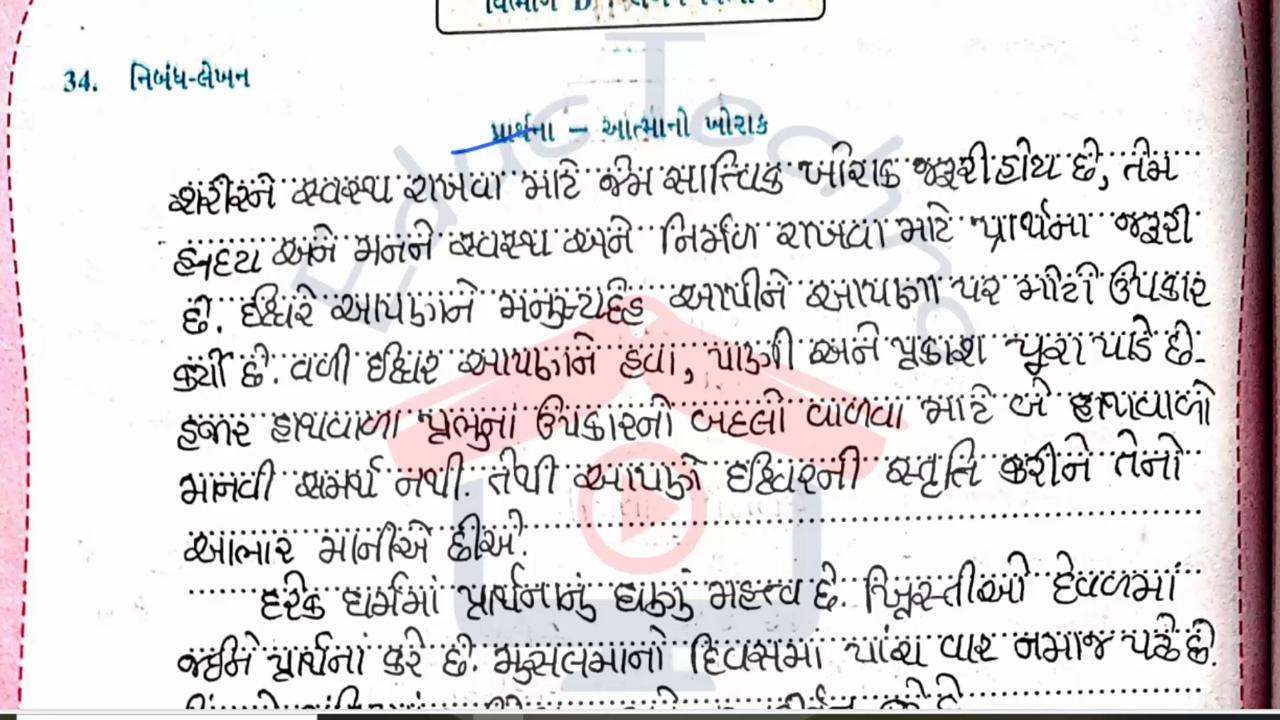 વિભાગ D
34. નિબંધ-લેખન
પ્રાર્થના – આત્માનો ખોરાક
શરીરને સ્વસ્થ રાખવા માટે જેમ સાત્ત્વિક ખોરાક જરૂરી હોય છે, તેમ
હૃદય અને મનને સ્વસ્થ અને નિર્મળ રાખવા માટે પ્રાર્થના જરૂરી
છે. ઈશ્વરે આપણને મનુષ્યદેહ આપીને આપણા પર મોટો ઉપકાર
કર્યો છે. વળી ઈશ્વર આપણને હવા, પાણી અને પ્રકાશ પૂરા પાડે છે.
હજાર હાથવાળા પ્રભુના ઉપકારનો બદલો વાળવા માટે બે હાથવાળો
માનવી સમર્થ નથી. તેથી આપણે ઈશ્વરની સ્તૃતિ કરીને તેનો
આભાર માનીએ છીએ.
દરેક ધર્મમાં પ્રાર્થનાનું ઘણું મહત્ત્વ છે. ખ્રિસ્તીઓ દેવળમાં
જઈને પ્રાર્થના કરે છે. મુસલમાનો દિવસમાં પાંચ વાર નમાજ પઢે છે.
Educ Techno